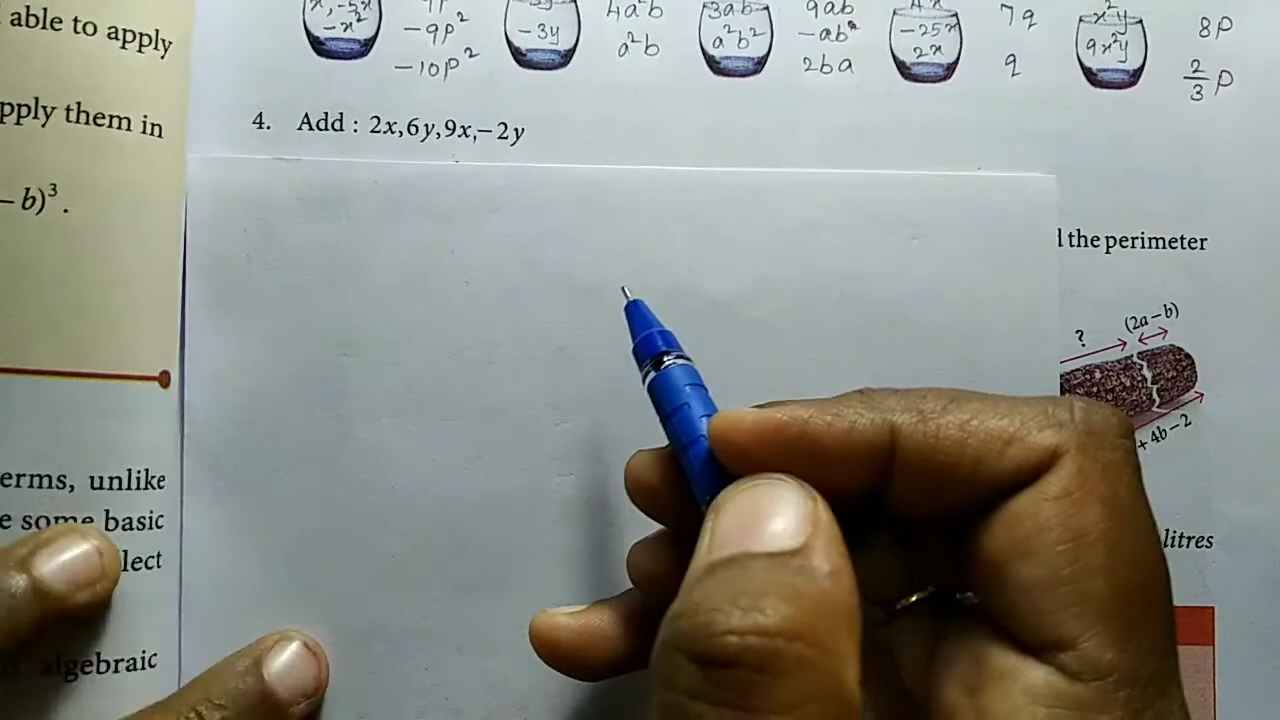 able to apply
pply them in
– b)³.
erms, unlike
e some basic
lect
algebraic
– x²
– 9p²
– 10p²
– 3y
4a²b
a²b
3ab
a²b²
9ab
2ba
– 25x
2x
7q
q
x²y
9x²y
8p
2/3 p
4. Add : 2x,6y,9x,– 2y
l the perimeter
?
(2a – b)
+ 4b – 2
litres